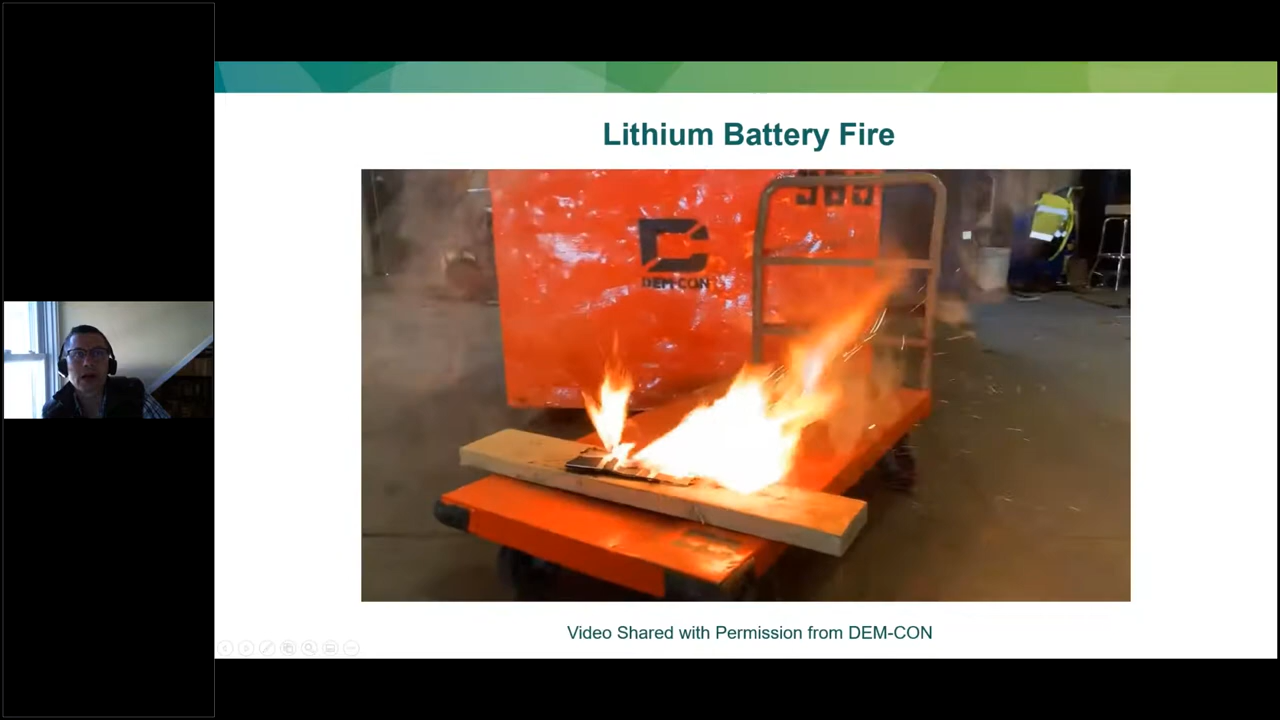 Lithium Battery Fire
DEM-CON
Video Shared with Permission from DEM-CON